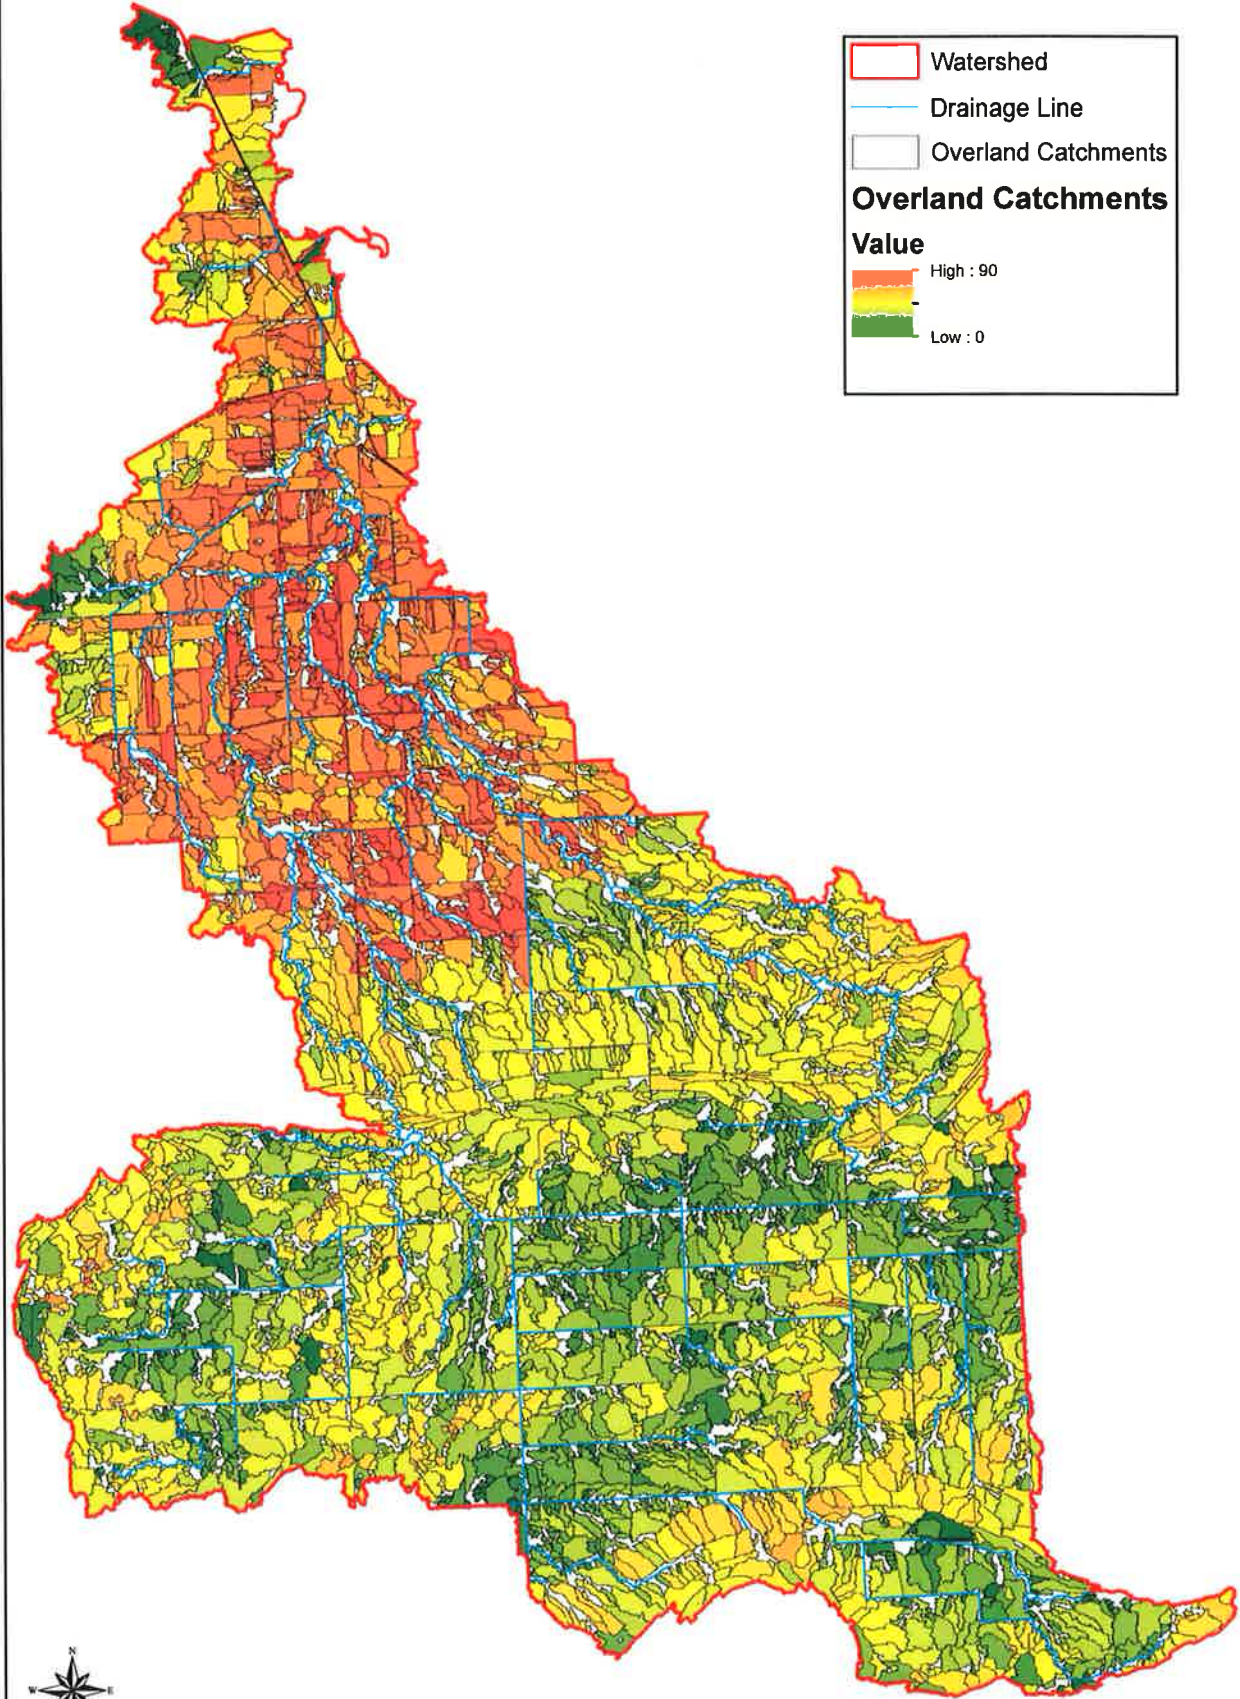 Watershed
Drainage Line
Overland Catchments
Overland Catchments
Value
High : 90
Low : 0
N
W E